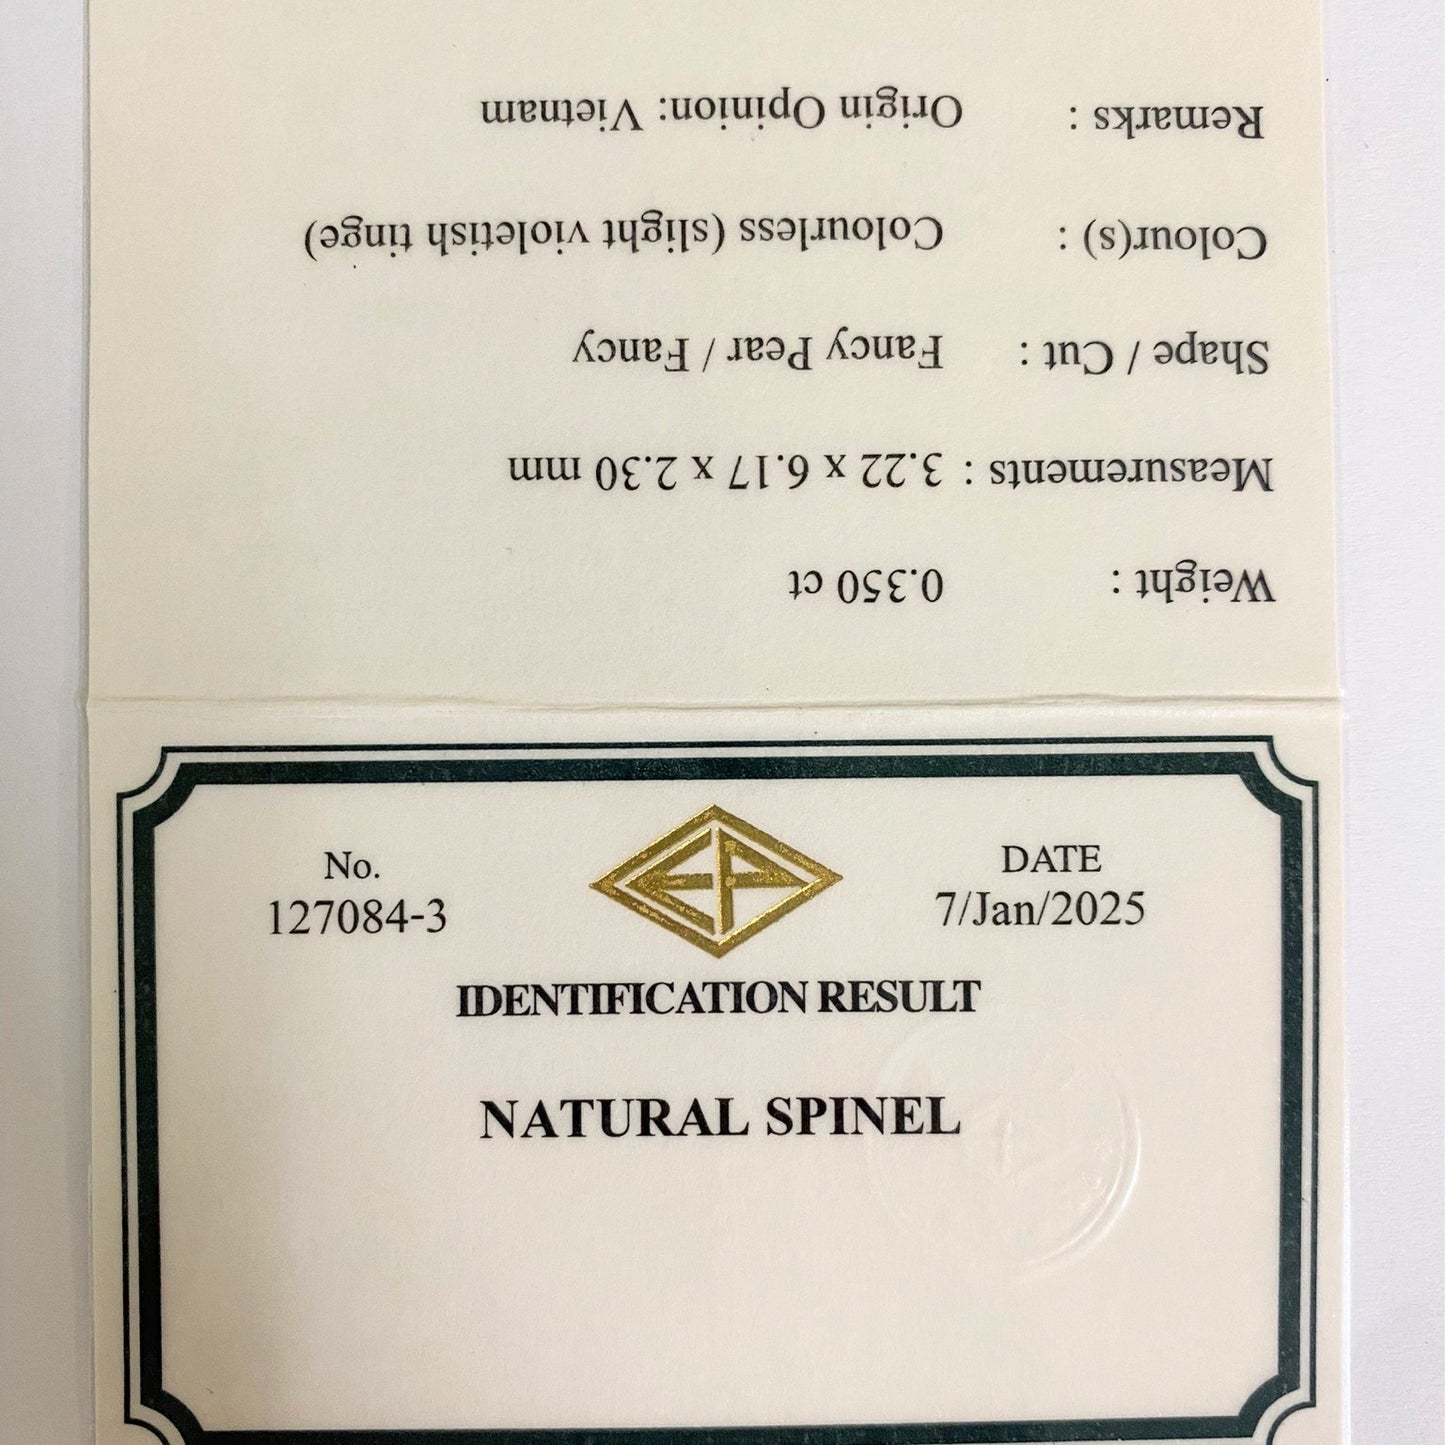 No.
127084-3
DATE
7/Jan/2025
IDENTIFICATION RESULT
NATURAL SPINEL
Weight : 0.350 ct
Measurements : 3.22 x 6.17 x 2.30 mm
Shape / Cut : Fancy Pear / Fancy
Colour(s) : Colourless (slight violetish tinge)
Remarks : Origin Opinion: Vietnam